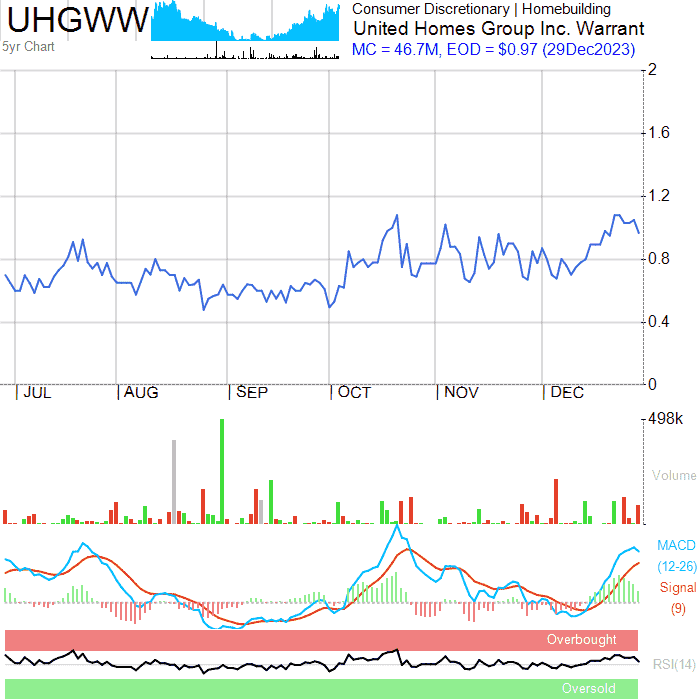 UHGWW
5yr Chart
Consumer Discretionary | Homebuilding
United Homes Group Inc. Warrant
MC = 46.7M, EOD = $0.97 (29Dec2023)
2
1.6
1.2
0.8
0.4
0
JUL AUG SEP OCT NOV DEC
498k
Volume
MACD
(12-26)
Signal
(9)
Overbought
RSI(14)
Oversold